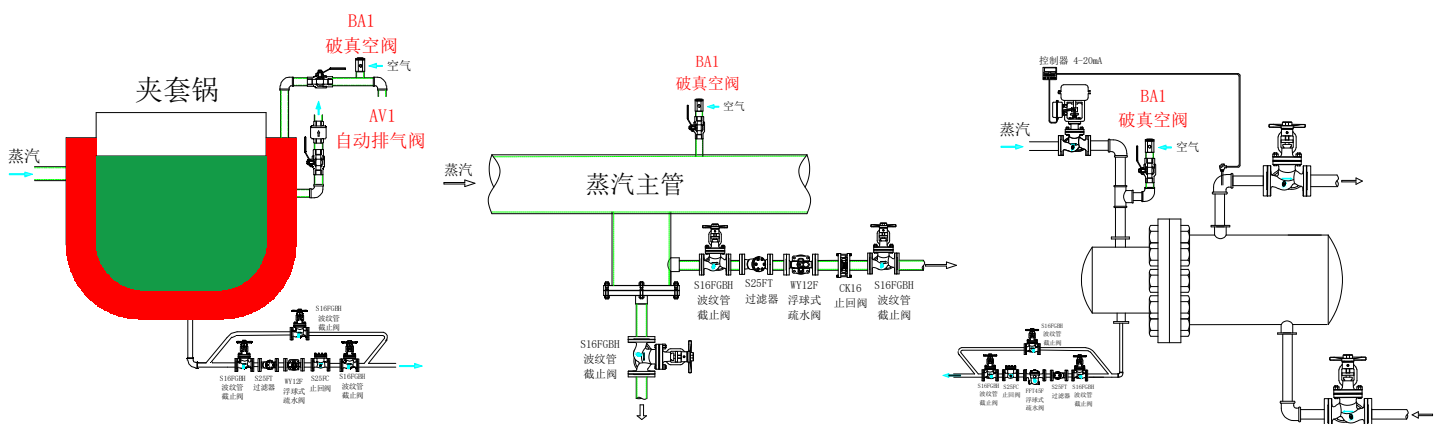 BA1
破真空阀
空气
夹套锅
AV1
自动排气阀
蒸汽
S16FGBH
波纹管
截止阀
S16FGBH
波纹管
截止阀
S25FT
过滤器
WY12F
浮球式
疏水阀
S25FC
止回阀
S16FGBH
波纹管
截止阀
BA1
破真空阀
空气
蒸汽
蒸汽主管
S16FGBH
波纹管
截止阀
S25FT
过滤器
WY12F
浮球式
疏水阀
CK16
止回阀
S16FGBH
波纹管
截止阀
S16FGBH
波纹管
截止阀
控制器 4-20mA
BA1
破真空阀
空气
蒸汽
S16FGBH
波纹管
截止阀
S16FGBH
波纹管
截止阀
S25FC
止回阀
FFT45F
浮球式
疏水阀
S25FT
过滤器
S16FGBH
波纹管
截止阀